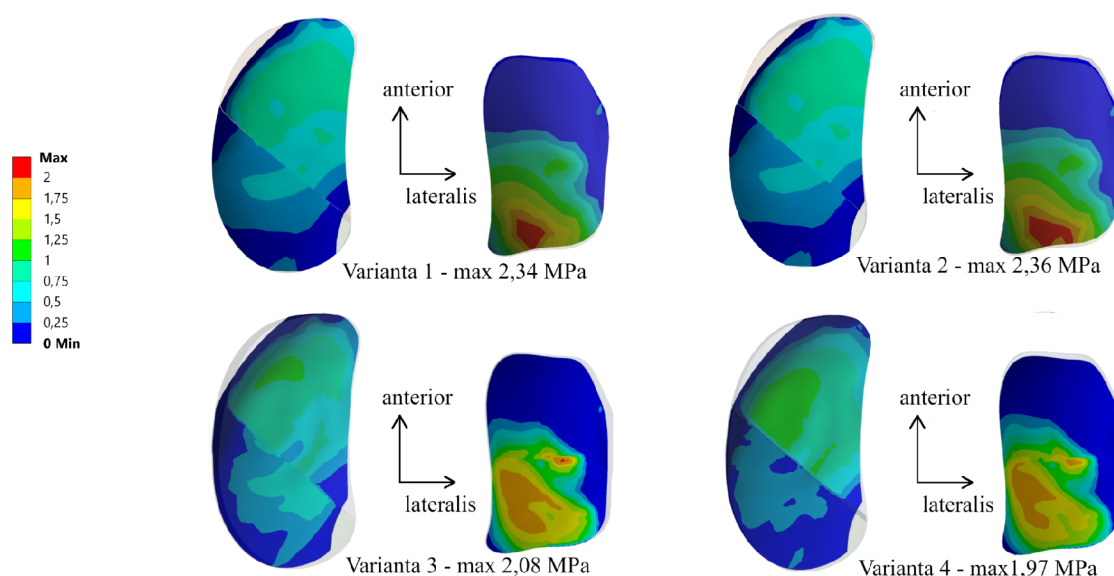 Max
2
1,75
1,5
1,25
1
0,75
0,5
0,25
0 Min
anterior
lateralis
Varianta 1 - max 2,34 MPa
anterior
lateralis
Varianta 2 - max 2,36 MPa
anterior
lateralis
Varianta 3 - max 2,08 MPa
anterior
lateralis
Varianta 4 - max1,97 MPa